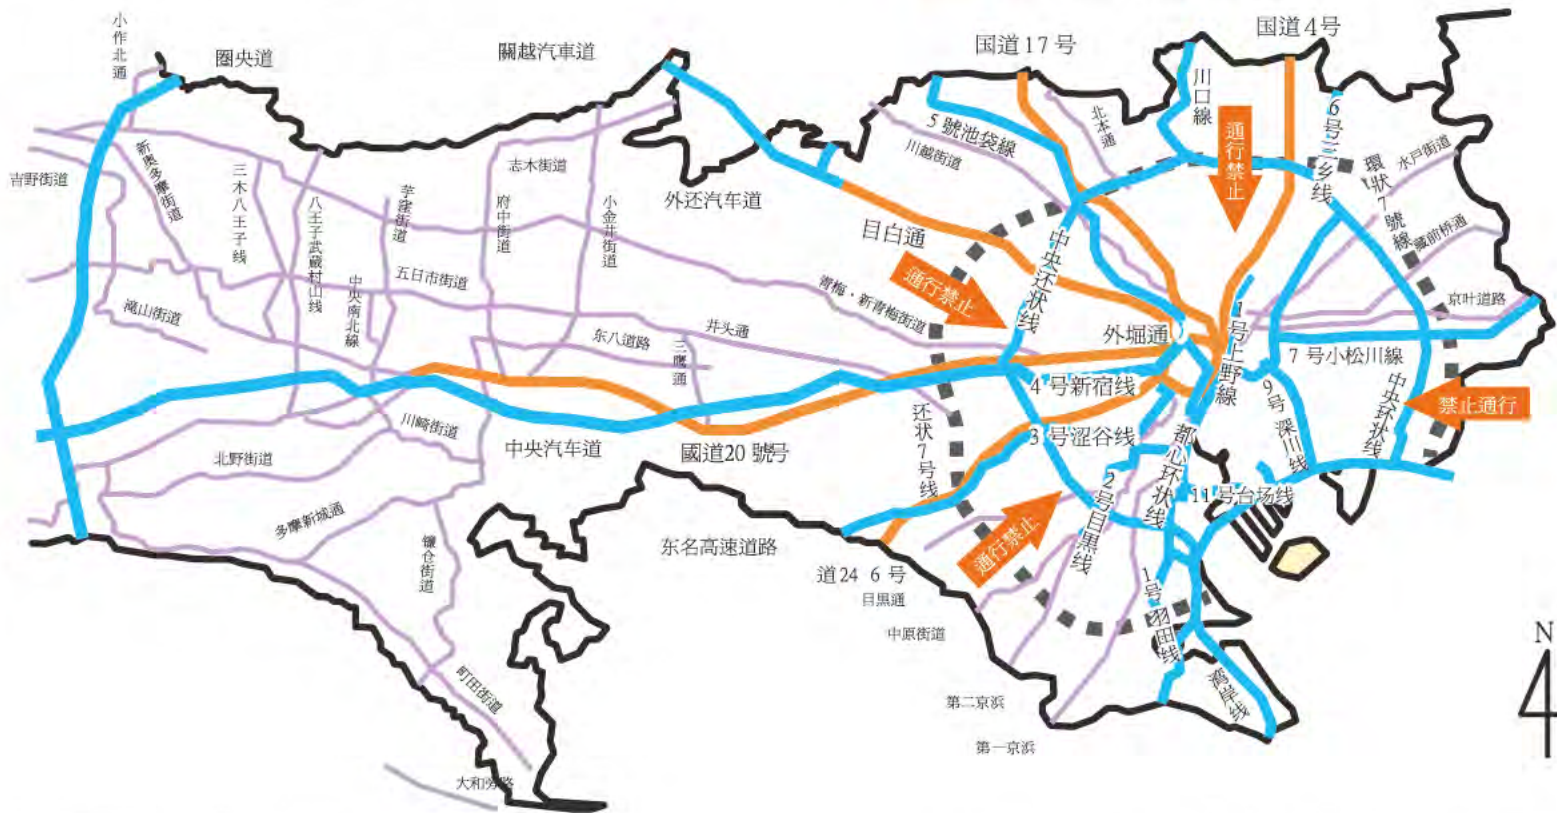 小作北通
圏央道
關越汽車道
国道17 号
国道4号
川口線
6号三乡线
北本通
通行禁止
5 號池袋線
川越街道
環状7號線
水戸街道
新奥多摩街道
三木八王子线
八王子武蔵村山线
芋窪街道
志木街道
府中街道
小金井街道
外还汽车道
吉野街道
目白通
中央还状线
藏前桥通
通行禁止
五日市街道
中央南北線
滝山街道
青梅・新青梅街道
京叶道路
井头通
东八道路
三鹰通
外堀通
1号上野線
7 号小松川線
4 号新宿线
9号深川线
中央环状线
禁止通行
川崎街道
中央汽车道
國道20 號号
还状7号线
3 号涩谷线
都心环状线
北野街道
2号目黒线
11 号台场线
多摩新城通
镰仓街道
东名高速道路
通行禁止
道24 6 号
目黒通
中原街道
1号羽田线
湾岸线
町田街道
第二京浜
第一京浜
大和旁路
N